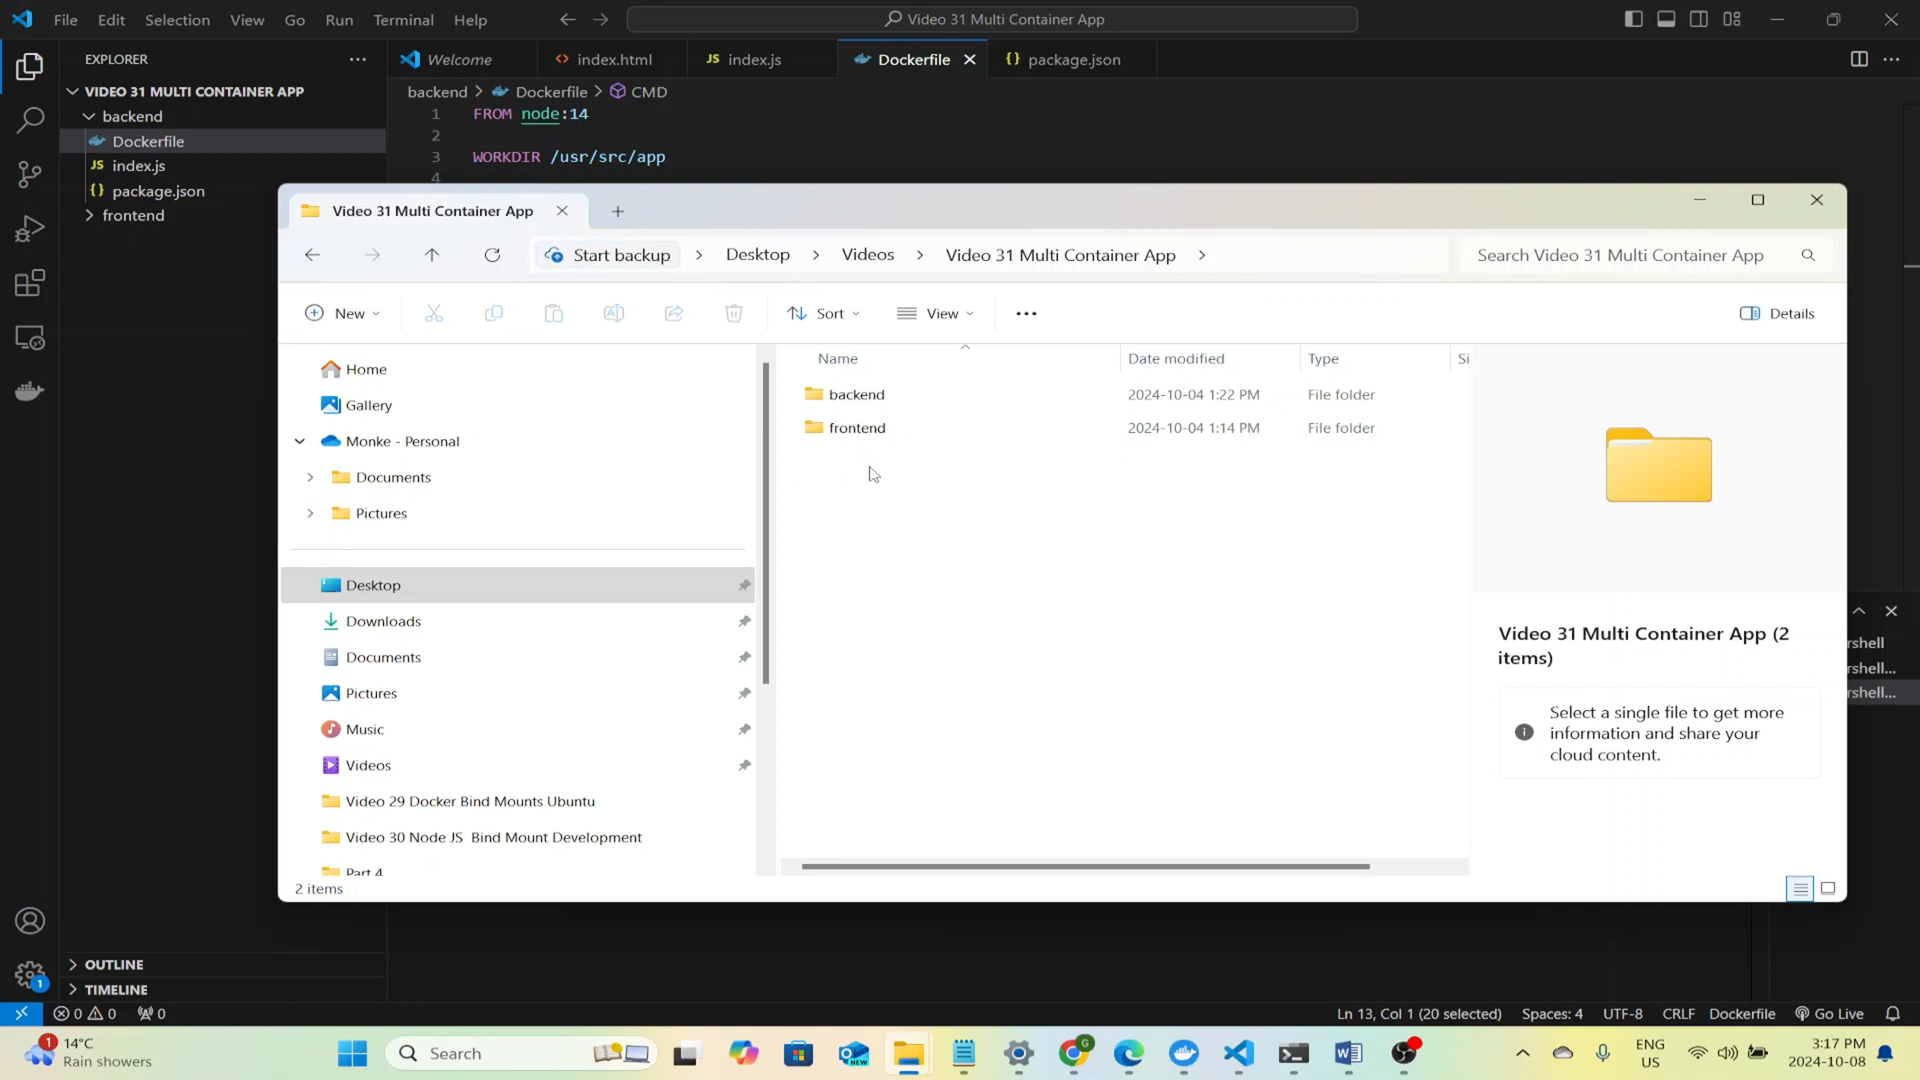 File Edit Selection View Go Run Terminal Help
Video 31 Multi Container App
EXPLORER
Welcome
index.html
JS index.js
Dockerfile
{} package.json
VIDEO 31 MULTI CONTAINER APP
backend
Dockerfile
JS index.js
{} package.json
frontend
backend > Dockerfile > CMD
1 FROM node:14
2
3 WORKDIR /usr/src/app
4
Video 31 Multi Container App
Start backup > Desktop > Videos > Video 31 Multi Container App >
Search Video 31 Multi Container App
New
Sort
View
Details
Home
Gallery
Monke - Personal
Documents
Pictures
Desktop
Downloads
Documents
Pictures
Music
Videos
Video 29 Docker Bind Mounts Ubuntu
Video 30 Node JS Bind Mount Development
Part 4
2 items
Name Date modified Type Si
backend 2024-10-04 1:22 PM File folder
frontend 2024-10-04 1:14 PM File folder
Video 31 Multi Container App (2
items)
Select a single file to get more
information and share your
cloud content.
rshell
rshell...
rshell...
OUTLINE
TIMELINE
1
0 0 0
Ln 13, Col 1 (20 selected) Spaces: 4 UTF-8 CRLF Dockerfile Go Live
1
14°C
Rain showers
Search
NEW
G
ENG
US
3:17 PM
2024-10-08